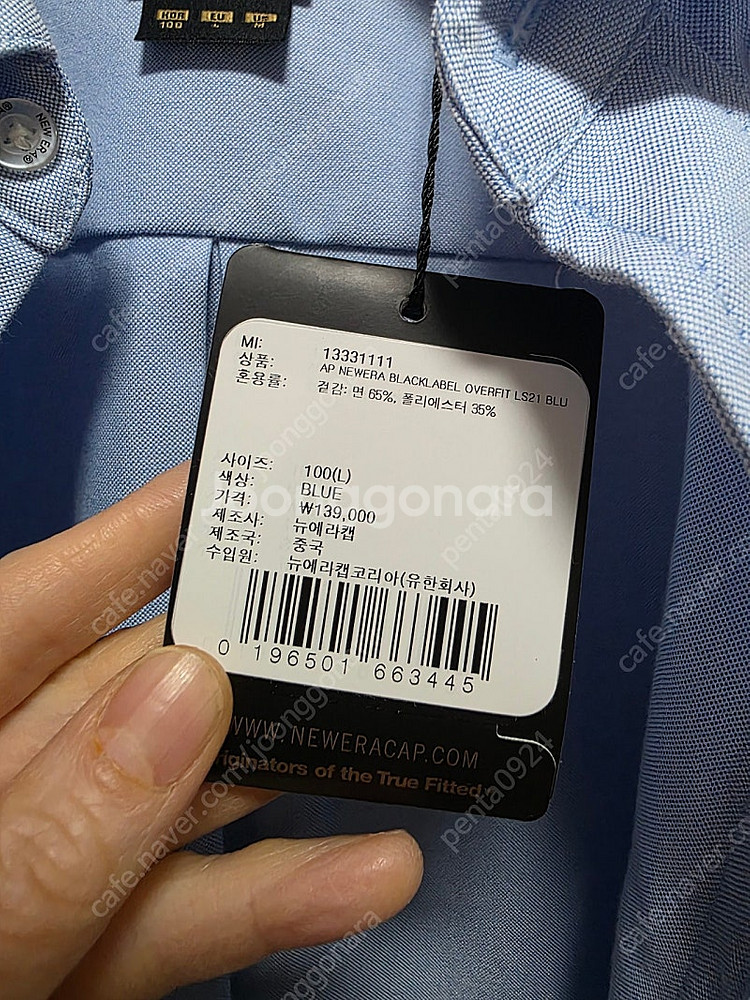 KOR EU US
100 L M
NEW ERA®
MI: 13331111
상품: AP NEWERA BLACKLABEL OVERFIT LS21 BLU
혼용률: 겉감: 면 65%, 폴리에스터 35%
사이즈: 100(L)
색상: BLUE
가격: ₩139,000
제조사: 뉴에라캡
제조국: 중국
수입원: 뉴에라캡코리아(유한회사)
0 196501 663445
WWW.NEWERACAP.COM
riginators of the True Fitted
joonggonara
cafe.naver.com/joonggonara
penta0924